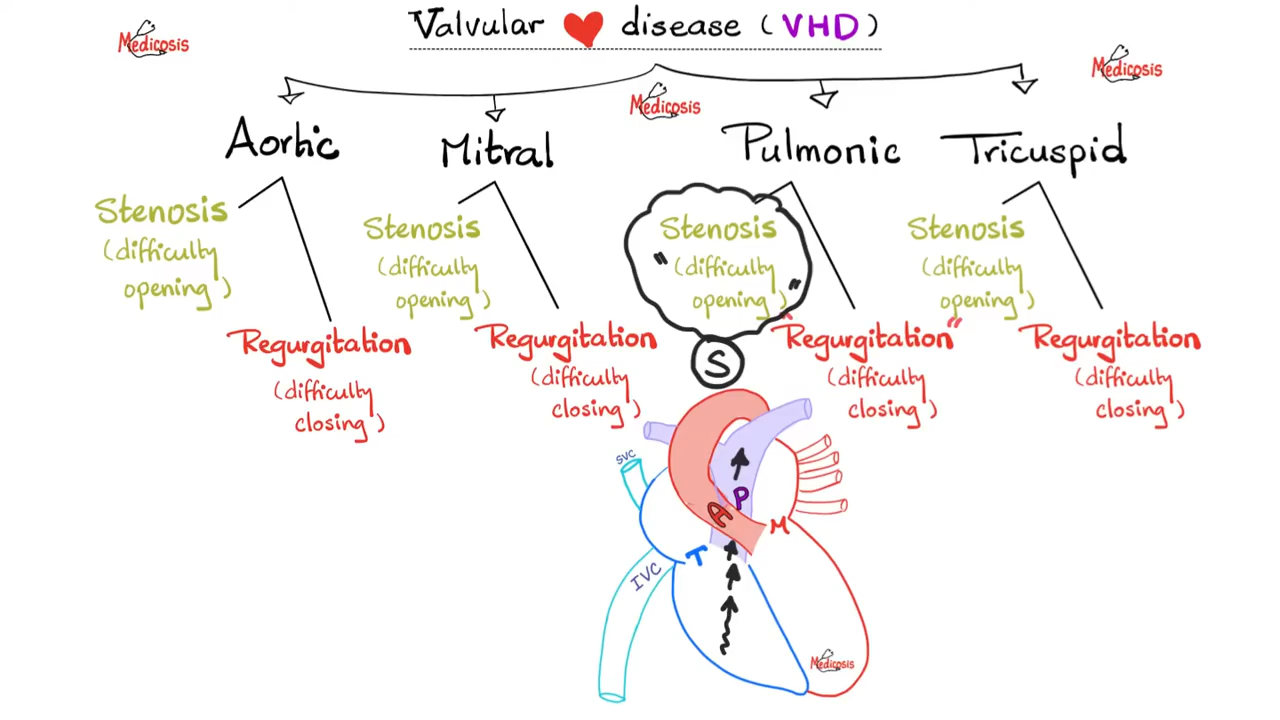 Valvular ❤ disease (VHD)
Medicosis
Medicosis
Medicosis
Aortic
Mitral
Pulmonic
Tricuspid
Stenosis
(difficulty
opening)
Regurgitation
(difficulty
closing)
Stenosis
(difficulty
opening)
Regurgitation
(difficulty
closing)
"Stenosis
(difficulty
opening)"
"Regurgitation"
(difficulty
closing)
Stenosis
(difficulty
opening)
Regurgitation
(difficulty
closing)
S
SVC
P
A
M
T
IVC
Medicosis